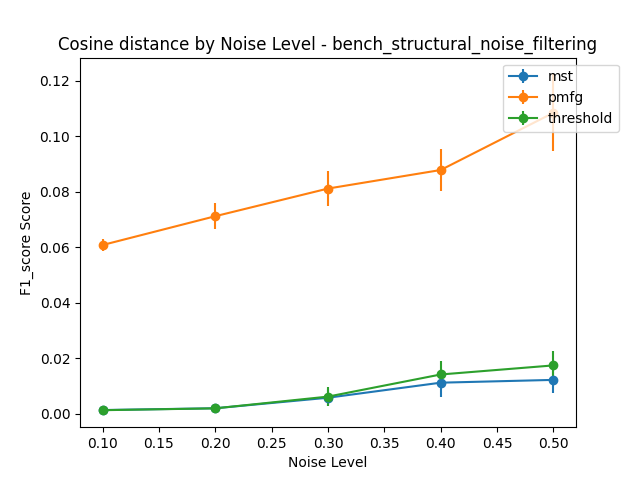 Cosine distance by Noise Level - bench_structural_noise_filtering
mst
pmfg
threshold
F1_score Score
0.12
0.10
0.08
0.06
0.04
0.02
0.00
0.10 0.15 0.20 0.25 0.30 0.35 0.40 0.45 0.50
Noise Level